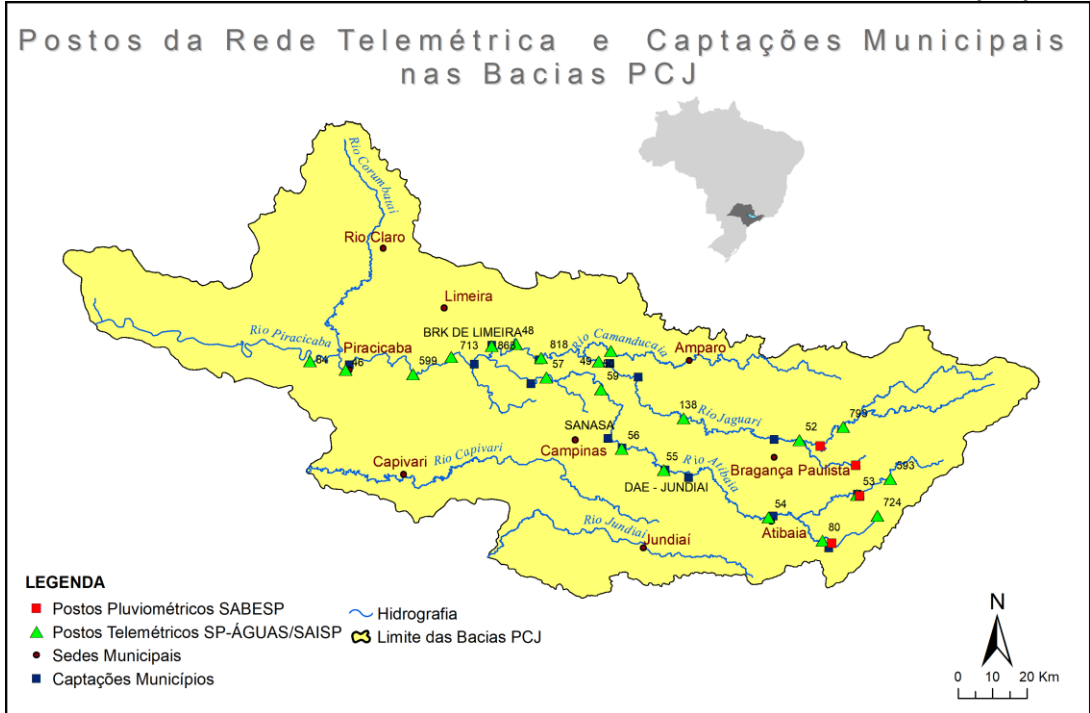 Postos da Rede Telemétrica e Captações Municipais
nas Bacias PCJ
Rio Corumbataí
Rio Claro
Limeira
BRK DE LIMEIRA
48
Rio Camanducaia
Rio Piracicaba
Piracicaba
713
868
818
Amparo
84
46
599
49
57
59
138
Rio Jaguari
52
798
SANASA
56
Campinas
Rio Capivari
Capivari
55
Rio Atibaia
Bragança Paulista
593
DAE - JUNDIAI
53
54
724
Rio Jundiaí
Atibaia
80
Jundiaí
LEGENDA
Postos Pluviométricos SABESP
Postos Telemétricos SP-ÁGUAS/SAISP
Sedes Municipais
Captações Municípios
Hidrografia
Limite das Bacias PCJ
N
0 10 20 Km